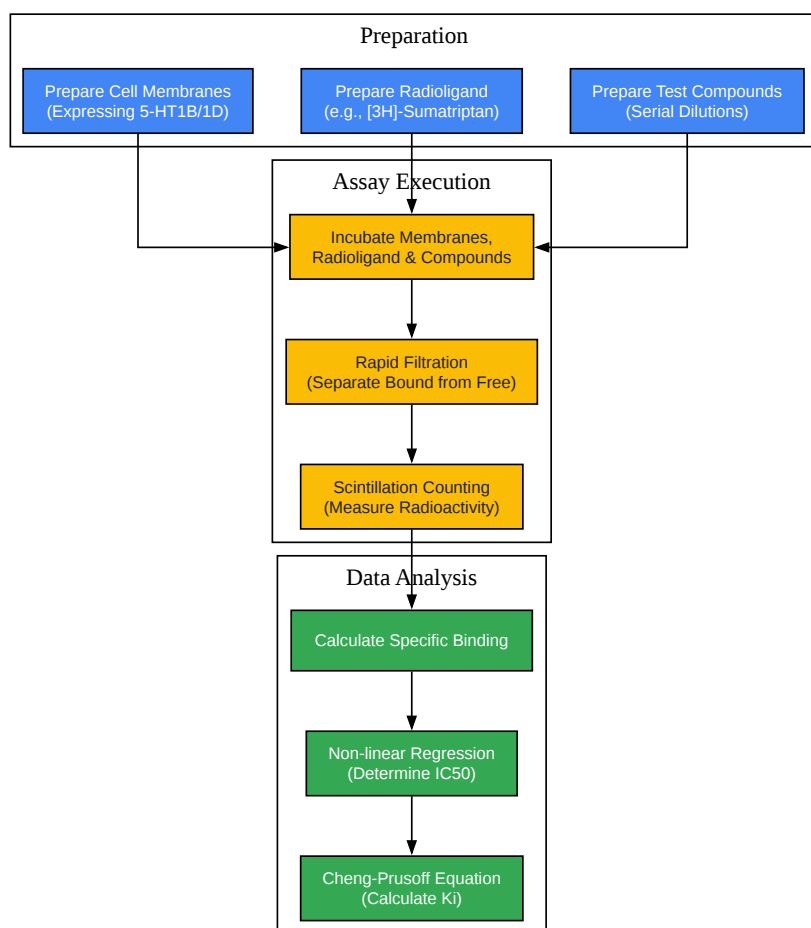 Preparation
Prepare Cell Membranes
(Expressing 5-HT1B/1D)
Prepare Radioligand
(e.g., [3H]-Sumatriptan)
Prepare Test Compounds
(Serial Dilutions)
Assay Execution
Incubate Membranes,
Radioligand & Compounds
Rapid Filtration
(Separate Bound from Free)
Scintillation Counting
(Measure Radioactivity)
Data Analysis
Calculate Specific Binding
Non-linear Regression
(Determine IC50)
Cheng-Prusoff Equation
(Calculate Ki)